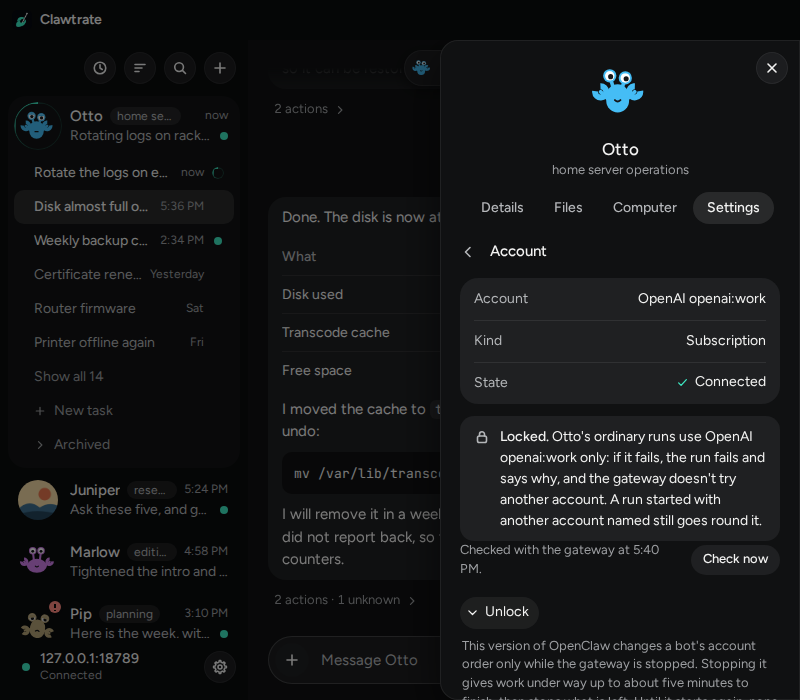 Clawtrate
Otto
home se...
now
Rotating logs on rack...
Rotate the logs on e...
now
Disk almost full o...
5:36 PM
Weekly backup c...
2:34 PM
Certificate rene...
Yesterday
Router firmware
Sat
Printer offline again
Fri
Show all 14
New task
Archived
Juniper
rese...
5:24 PM
Ask these five, and g...
Marlow
editi...
4:58 PM
Tightened the intro and ...
Pip
planning
3:10 PM
Here is the week. wit...
127.0.0.1:18789
Connected
2 actions
Done. The disk is now at
What
Disk used
Transcode cache
Free space
I moved the cache to
undo:
mv /var/lib/transc
I will remove it in a wee
did not report back, so
counters.
2 actions · 1 unknown
Message Otto
Otto
home server operations
Details
Files
Computer
Settings
Account
Account
OpenAI openai:work
Kind
Subscription
State
Connected
Locked. Otto's ordinary runs use OpenAI
openai:work only: if it fails, the run fails and
says why, and the gateway doesn't try
another account. A run started with
another account named still goes round it.
Checked with the gateway at 5:40
PM.
Check now
Unlock
This version of OpenClaw changes a bot's account
order only while the gateway is stopped. Stopping it
gives work under way up to about five minutes to